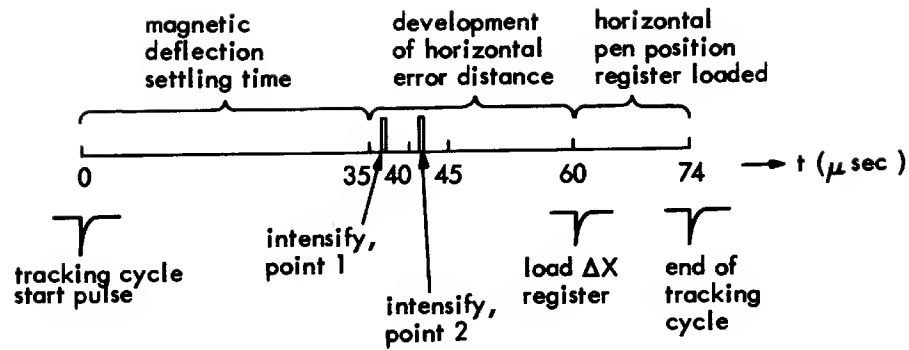 magnetic
deflection
settling time
development
of horizontal
error distance
horizontal
pen position
register loaded
0
35
40
45
60
74
t (μ sec)
tracking cycle
start pulse
intensify,
point 1
intensify,
point 2
load ΔX
register
end of
tracking
cycle